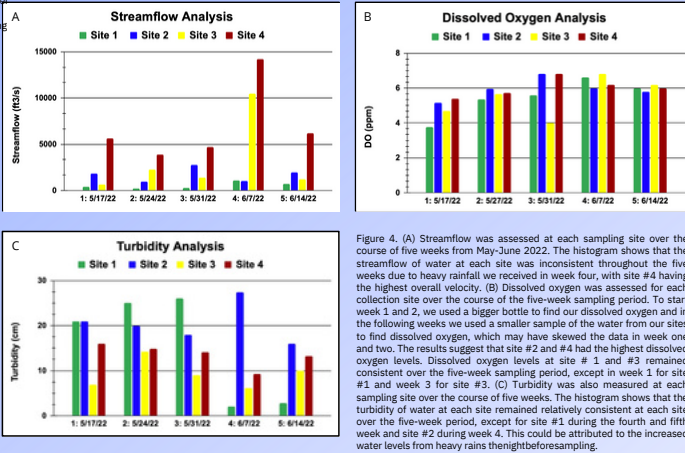 ng
A
Streamflow Analysis
Site 1 Site 2 Site 3 Site 4
Streamflow (ft3/s)
15000
10000
5000
0
1: 5/17/22 2: 5/24/22 3: 5/31/22 4: 6/7/22 5: 6/14/22
B
Dissolved Oxygen Analysis
Site 1 Site 2 Site 3 Site 4
DO (ppm)
8
6
4
2
0
1: 5/17/22 2: 5/27/22 3: 5/31/22 4: 6/7/22 5: 6/14/22
C
Turbidity Analysis
Site 1 Site 2 Site 3 Site 4
Turbidity (cm)
30
20
10
0
1: 5/17/22 2: 5/24/22 3: 5/31/22 4: 6/7/22 5: 6/14/22
Figure 4. (A) Streamflow was assessed at each sampling site over the
course of five weeks from May-June 2022. The histogram shows that the
streamflow of water at each site was inconsistent throughout the five
weeks due to heavy rainfall we received in week four, with site #4 having
the highest overall velocity. (B) Dissolved oxygen was assessed for each
collection site over the course of the five-week sampling period. To start
week 1 and 2, we used a bigger bottle to find our dissolved oxygen and in
the following weeks we used a smaller sample of the water from our sites
to find dissolved oxygen, which may have skewed the data in week one
and two. The results suggest that site #2 and #4 had the highest dissolved
oxygen levels. Dissolved oxygen levels at site # 1 and #3 remained
consistent over the five-week sampling period, except in week 1 for site
#1 and week 3 for site #3. (C) Turbidity was also measured at each
sampling site over the course of five weeks. The histogram shows that the
turbidity of water at each site remained relatively consistent at each site
over the five-week period, except for site #1 during the fourth and fifth
week and site #2 during week 4. This could be attributed to the increased
water levels from heavy rains thenightbeforesampling.